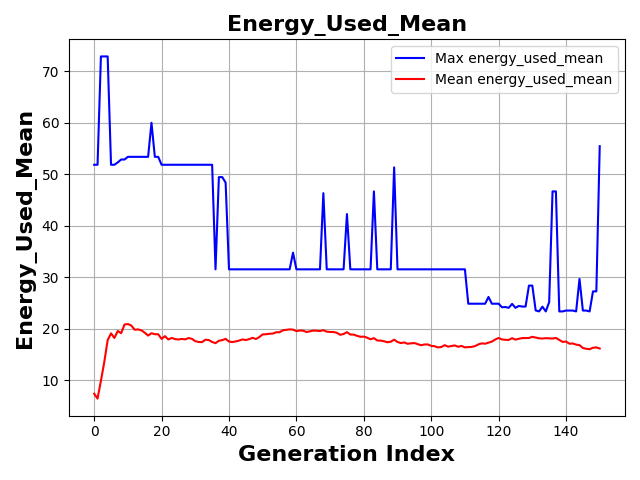 Energy_Used_Mean
Max energy_used_mean
Mean energy_used_mean
Energy_Used_Mean
70
60
50
40
30
20
10
0 20 40 60 80 100 120 140
Generation Index